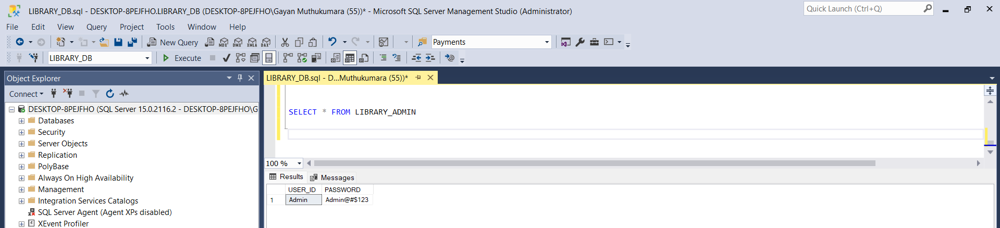 LIBRARY_DB.sql - DESKTOP-8PEJFHO.LIBRARY_DB (DESKTOP-8PEJFHO\Gayan Muthukumara (55))* - Microsoft SQL Server Management Studio (Administrator)
Quick Launch (Ctrl+Q)
File Edit View Query Project Tools Window Help
New Query MDX DMX XMLA DAX Payments
LIBRARY_DB Execute
Object Explorer
LIBRARY_DB.sql - D...Muthukumara (55))*
Connect
DESKTOP-8PEJFHO (SQL Server 15.0.2116.2 - DESKTOP-8PEJFHO\G
Databases
Security
Server Objects
Replication
PolyBase
Always On High Availability
Management
Integration Services Catalogs
SQL Server Agent (Agent XPs disabled)
XEvent Profiler
SELECT * FROM LIBRARY_ADMIN
100 %
Results Messages
USER_ID PASSWORD
1 Admin Admin@#$123